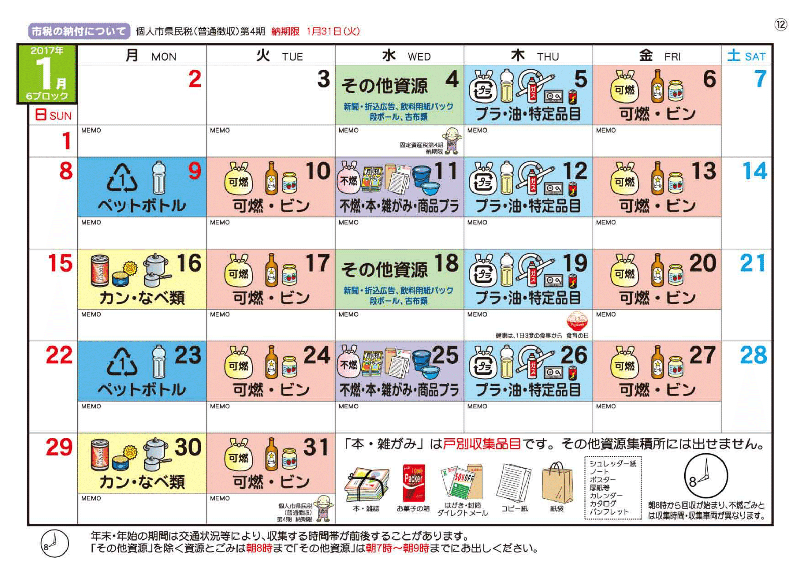 市税の納付について 個人市県民税(普通徴収)第4期 納期限 1月31日(火)
⑫
2017年
1月
6ブロック
日 SUN
月 MON
火 TUE
水 WED
木 THU
金 FRI
土 SAT
1
2
3
その他資源 4
新聞・折込広告、飲料用紙パック
段ボール、古布類
5
プラ・油・特定品目
6
可燃・ビン
7
MEMO
MEMO
MEMO
固定資産税第4期
納期限
MEMO
MEMO
8
9
ペットボトル
可燃
10
可燃・ビン
不燃
11
不燃・本・雑がみ・商品プラ
プラ
12
プラ・油・特定品目
可燃
13
可燃・ビン
14
MEMO
MEMO
MEMO
MEMO
MEMO
15
16
カン・なべ類
可燃
17
可燃・ビン
その他資源 18
新聞・折込広告、飲料用紙パック
段ボール、古布類
プラ
19
プラ・油・特定品目
可燃
20
可燃・ビン
21
MEMO
MEMO
MEMO
MEMO
健康は、1日3度の食事から 食育の日
MEMO
22
23
ペットボトル
可燃
24
可燃・ビン
不燃
25
不燃・本・雑がみ・商品プラ
プラ
26
プラ・油・特定品目
可燃
27
可燃・ビン
28
MEMO
MEMO
MEMO
MEMO
MEMO
29
30
カン・なべ類
可燃
31
可燃・ビン
MEMO
MEMO
個人市県民税
(普通徴収)
第4期 納期限
「本・雑がみ」は戸別収集品目です。その他資源集積所には出せません。
本・雑誌
お菓子の箱
はがき・封筒
ダイレクトメール
コピー紙
紙袋
シュレッダー紙
ノート
ポスター
厚紙等
カレンダー
カタログ
パンフレット
8
朝8時から回収が始まり、不燃ごみと
は収集時間・収集車両が異なります。
8
年末・年始の期間は交通状況等により、収集する時間帯が前後することがあります。
「その他資源」を除く資源とごみは朝8時まで「その他資源」は朝7時〜朝9時までにお出しください。